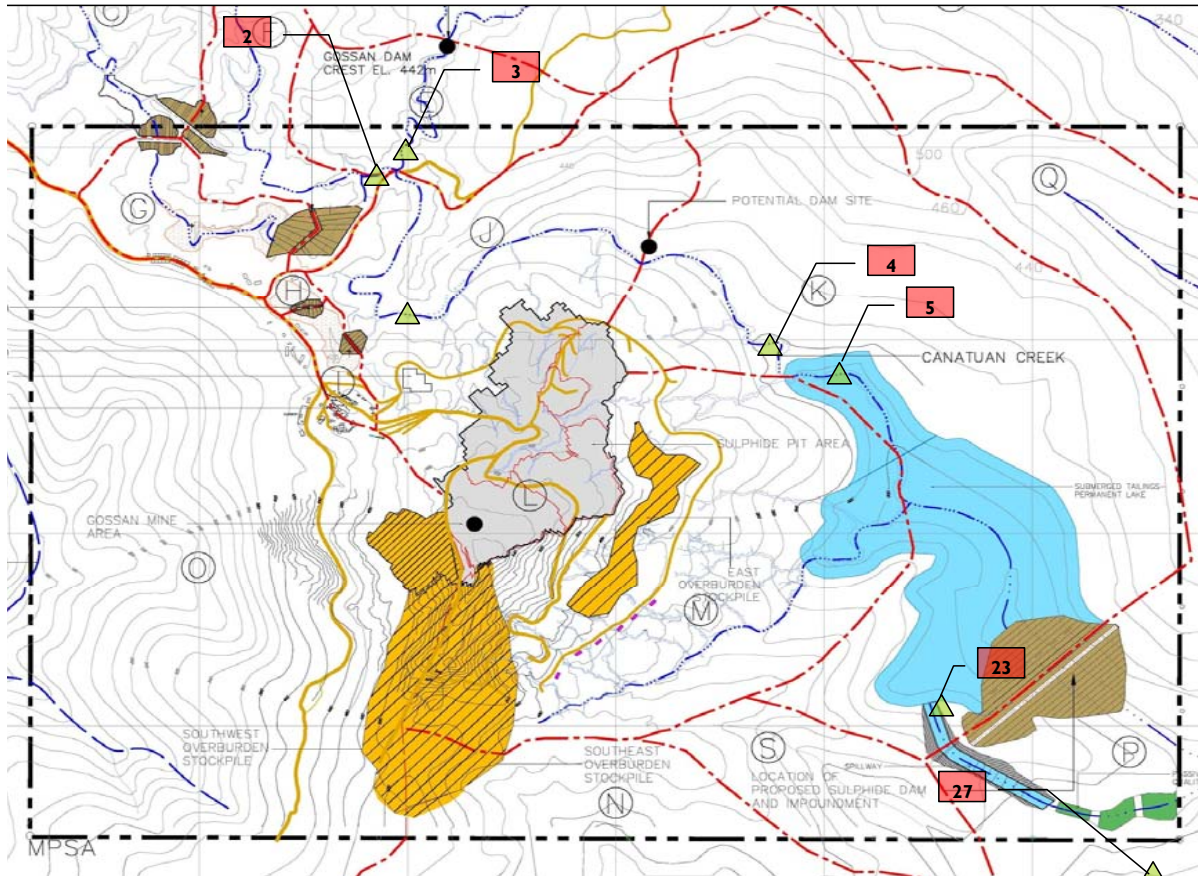 340
2
F
GOSSAN DAM
CREST EL. 442m
3
500
Q
G
POTENTIAL DAM SITE
460
J
4
440
K
H
5
CANATUAN CREEK
I
SULPHIDE PIT AREA
SUBMERGED TAILINGS
PERMANENT LAKE
L
GOSSAN MINE
AREA
O
EAST
OVERBURDEN
STOCKPILE
M
23
SOUTHWEST
OVERBURDEN
STOCKPILE
SOUTHEAST
OVERBURDEN
STOCKPILE
S
P
SPILLWAY
LOCATION OF
PROPOSED SULPHIDE DAM
AND IMPOUNDMENT
27
N
MPSA